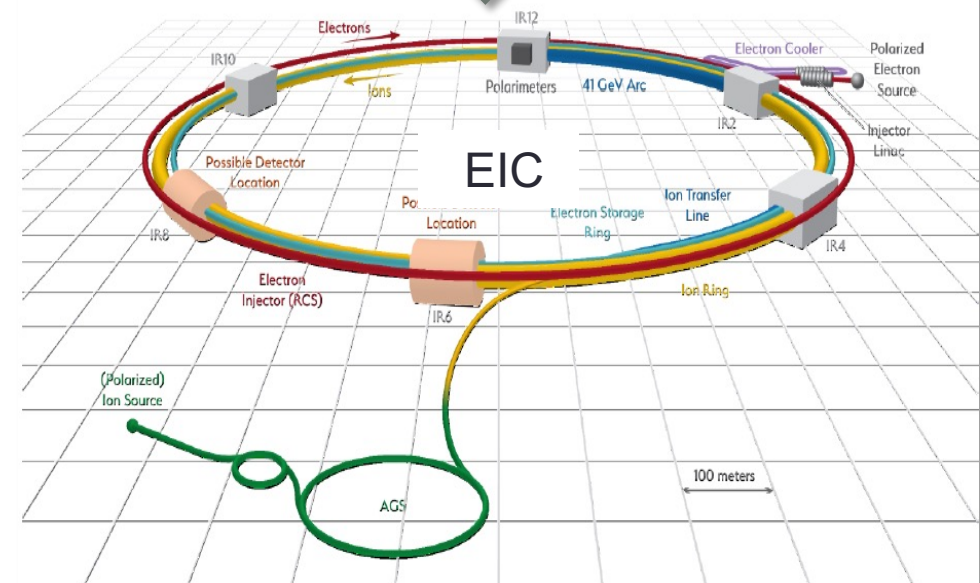 IR12
Electrons
IR10
Ions
Polarimeters
41 GeV Arc
Electron Cooler
Polarized
Electron
Source
IR2
Injector
Linac
EIC
Possible Detector
Location
Location
Electron Storage
Ring
Ion Transfer
Line
IR8
IR4
Electron
Injector (RCS)
Ion Ring
IR6
(Polarized)
Ion Source
AGS
100 meters